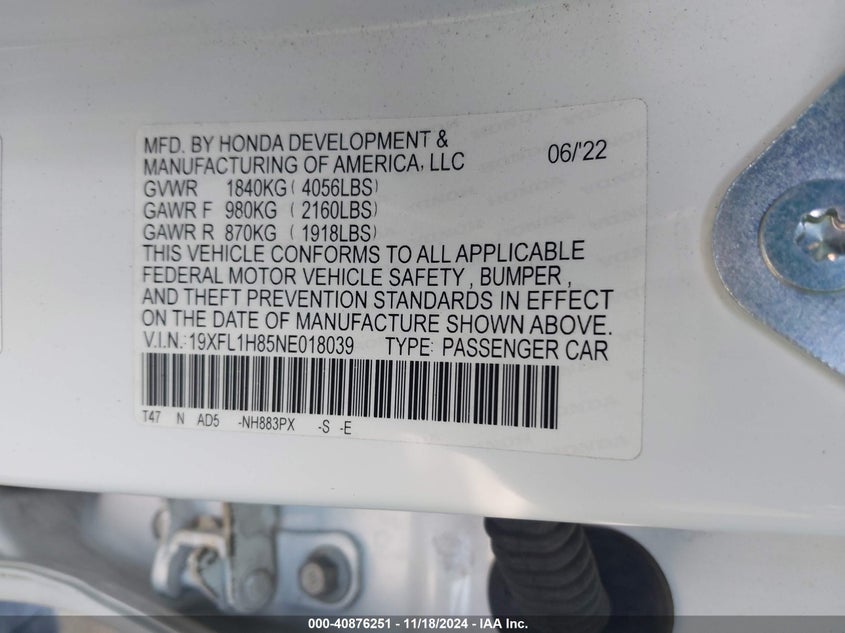 MFD. BY HONDA DEVELOPMENT &
MANUFACTURING OF AMERICA, LLC 06/'22
GVWR 1840KG ( 4056LBS)
GAWR F 980KG ( 2160LBS)
GAWR R 870KG ( 1918LBS)
THIS VEHICLE CONFORMS TO ALL APPLICABLE
FEDERAL MOTOR VEHICLE SAFETY , BUMPER ,
AND THEFT PREVENTION STANDARDS IN EFFECT
ON THE DATE OF MANUFACTURE SHOWN ABOVE.
V.I.N.:19XFL1H85NE018039 TYPE: PASSENGER CAR
T47 N AD5 -NH883PX -S -E
000-40876251 - 11/18/2024 - IAA Inc.